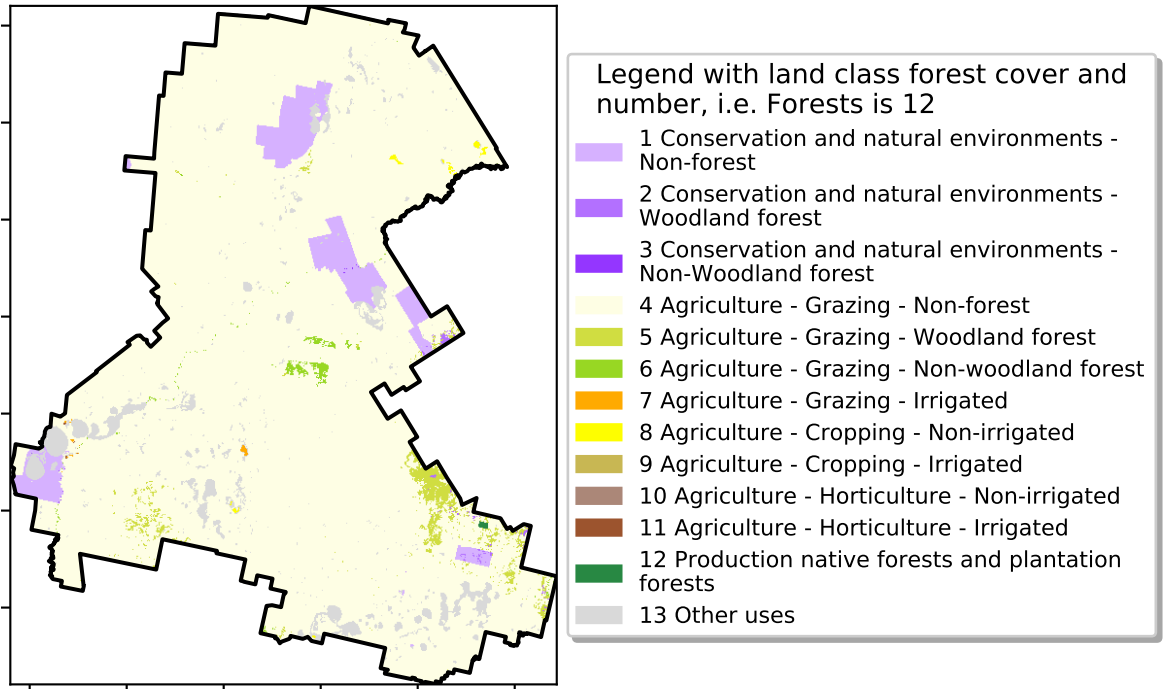 Legend with land class forest cover and
number, i.e. Forests is 12
1 Conservation and natural environments -
Non-forest
2 Conservation and natural environments -
Woodland forest
3 Conservation and natural environments -
Non-Woodland forest
4 Agriculture - Grazing - Non-forest
5 Agriculture - Grazing - Woodland forest
6 Agriculture - Grazing - Non-woodland forest
7 Agriculture - Grazing - Irrigated
8 Agriculture - Cropping - Non-irrigated
9 Agriculture - Cropping - Irrigated
10 Agriculture - Horticulture - Non-irrigated
11 Agriculture - Horticulture - Irrigated
12 Production native forests and plantation
forests
13 Other uses